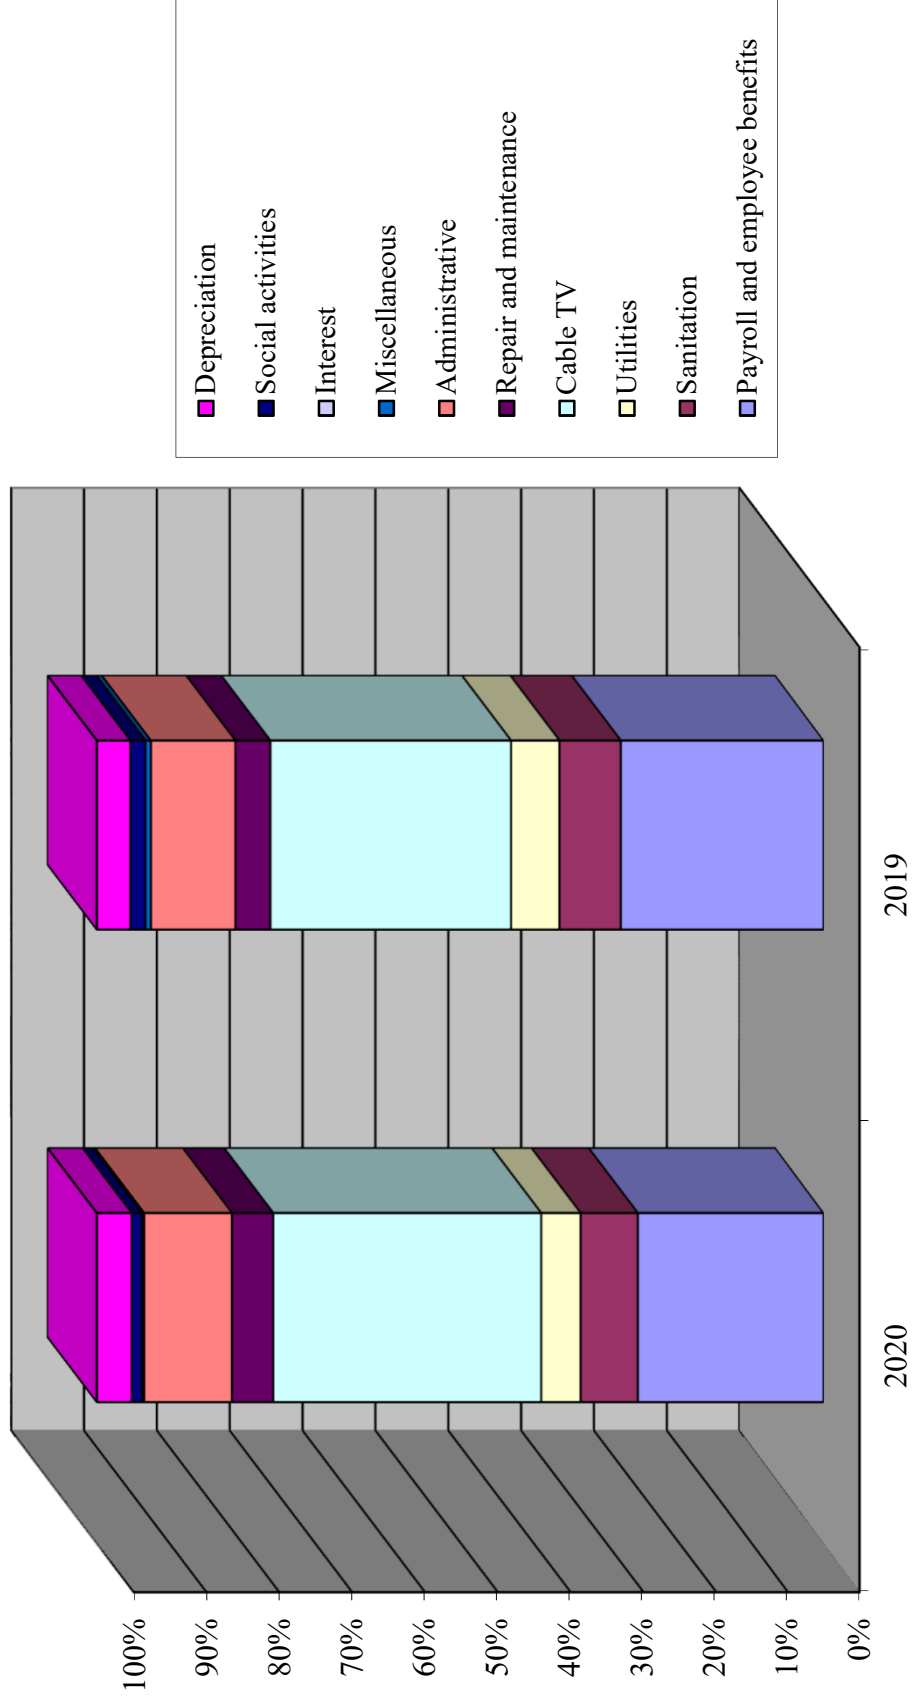 100%
90%
80%
70%
60%
50%
40%
30%
20%
10%
0%
2020
2019
Depreciation
Social activities
Interest
Miscellaneous
Administrative
Repair and maintenance
Cable TV
Utilities
Sanitation
Payroll and employee benefits